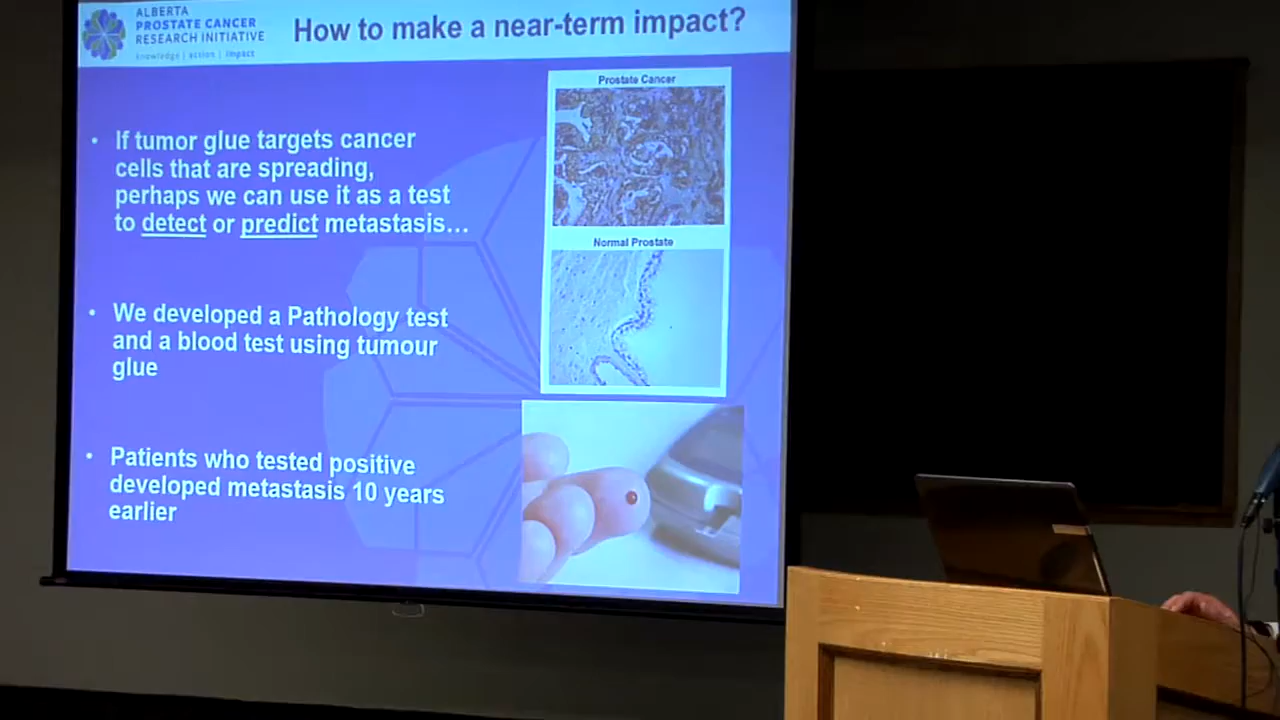 ALBERTA
PROSTATE CANCER
RESEARCH INITIATIVE
knowledge | action | impact
How to make a near-term impact?
• If tumor glue targets cancer
cells that are spreading,
perhaps we can use it as a test
to detect or predict metastasis...
• We developed a Pathology test
and a blood test using tumour
glue
• Patients who tested positive
developed metastasis 10 years
earlier
Prostate Cancer
Normal Prostate